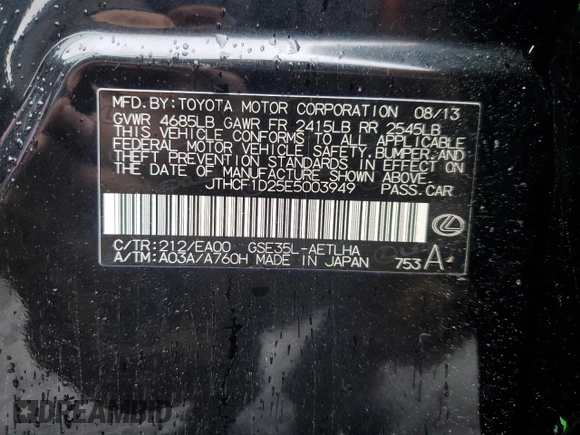 MFD. BY: TOYOTA MOTOR CORPORATION 08/13
GVWR 4685LB GAWR FR 2415LB RR 2545LB
THIS VEHICLE CONFORMS TO ALL APPLICABLE
FEDERAL MOTOR VEHICLE SAFETY, BUMPER, AND
THEFT PREVENTION STANDARDS IN EFFECT ON
THE DATE OF MANUFACTURE SHOWN ABOVE.
JTHCF1D25E5003949 PASS. CAR
C/TR: 212/EA00 GSE35L-AETLHA
A/TM: A03A/A760H MADE IN JAPAN 753 A
DREAMBID